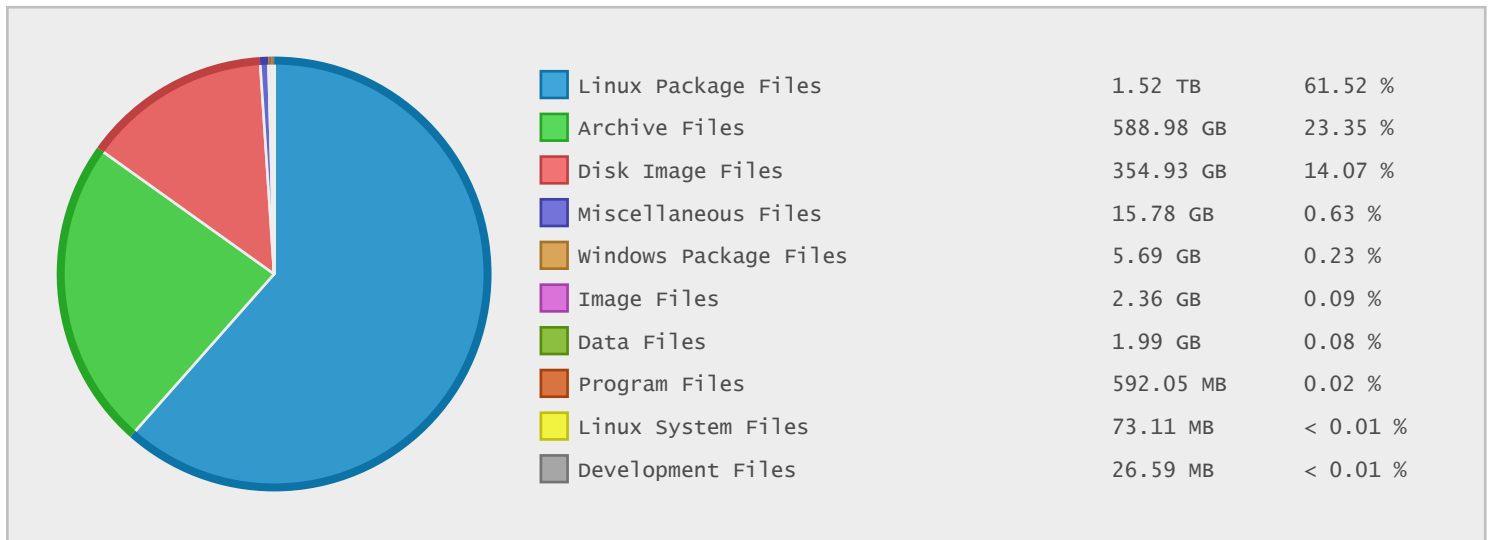 Linux Package Files 1.52 TB 61.52 %
Archive Files 588.98 GB 23.35 %
Disk Image Files 354.93 GB 14.07 %
Miscellaneous Files 15.78 GB 0.63 %
Windows Package Files 5.69 GB 0.23 %
Image Files 2.36 GB 0.09 %
Data Files 1.99 GB 0.08 %
Program Files 592.05 MB 0.02 %
Linux System Files 73.11 MB < 0.01 %
Development Files 26.59 MB < 0.01 %